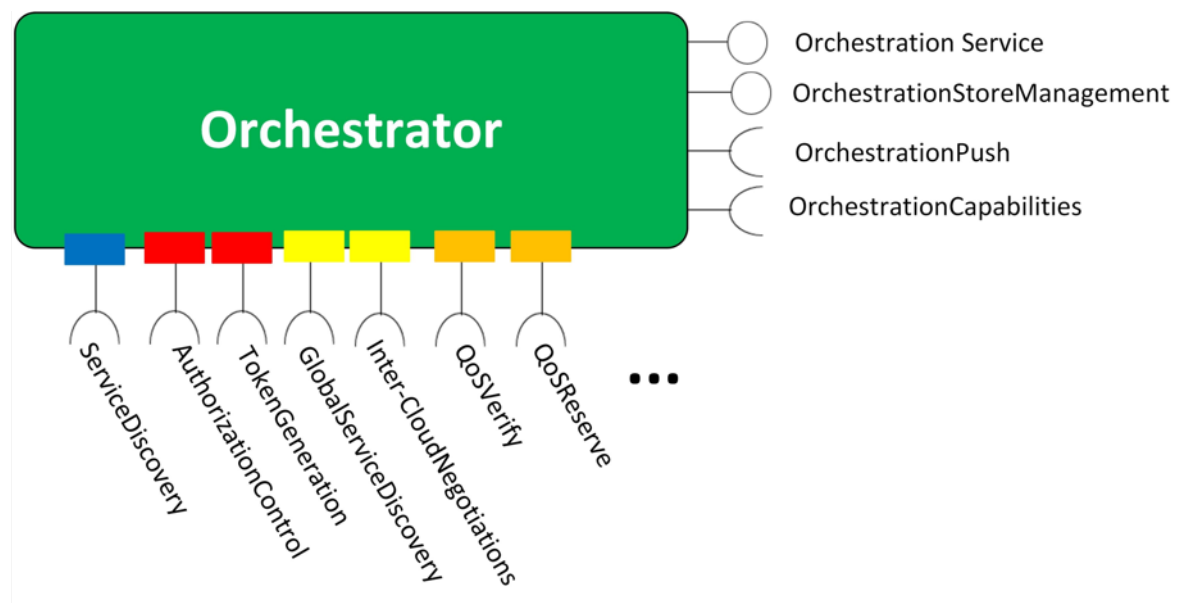 Orchestrator
Orchestration Service
OrchestrationStoreManagement
OrchestrationPush
OrchestrationCapabilities
ServiceDiscovery
AuthorizationControl
TokenGeneration
GlobalServiceDiscovery
Inter-CloudNegotiations
QoSVerify
QoSReserve
...